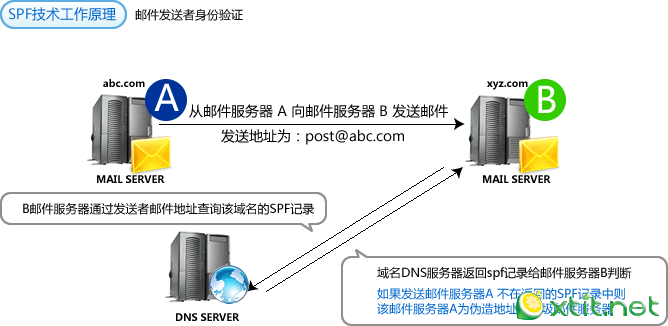 SPF技术工作原理 邮件发送者身份验证
abc.com
A
xyz.com
B
从邮件服务器 A 向邮件服务器 B 发送邮件
发送地址为：post@abc.com
MAIL SERVER
MAIL SERVER
B邮件服务器通过发送者邮件地址查询该域名的SPF记录
DNS SERVER
域名DNS服务器返回spf记录给邮件服务器B判断
如果发送邮件服务器A 不在返回的SPF记录中则
该邮件服务器A为伪造地址
邮件服务器
xtit.net